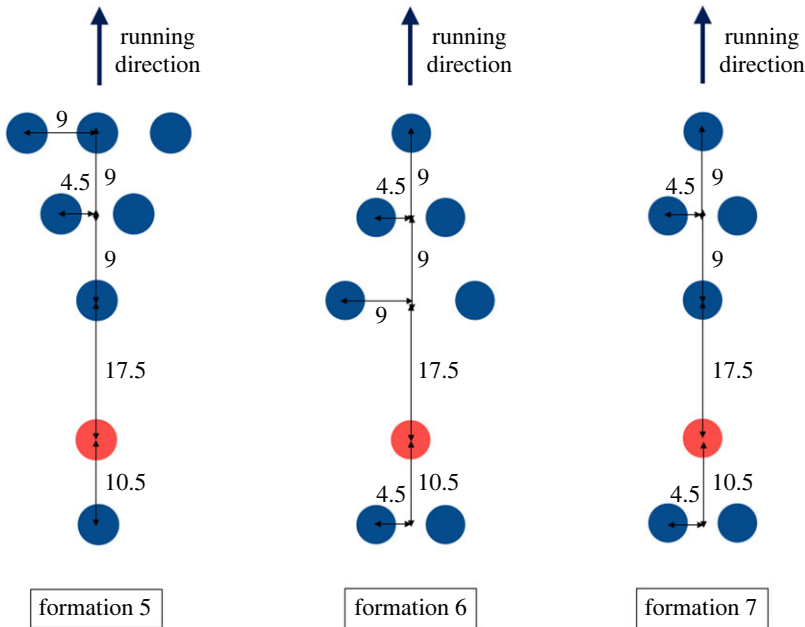 running
direction
running
direction
running
direction
9
4.5
9
9
17.5
10.5
4.5
9
9
9
17.5
4.5
10.5
4.5
9
9
17.5
4.5
10.5
formation 5
formation 6
formation 7